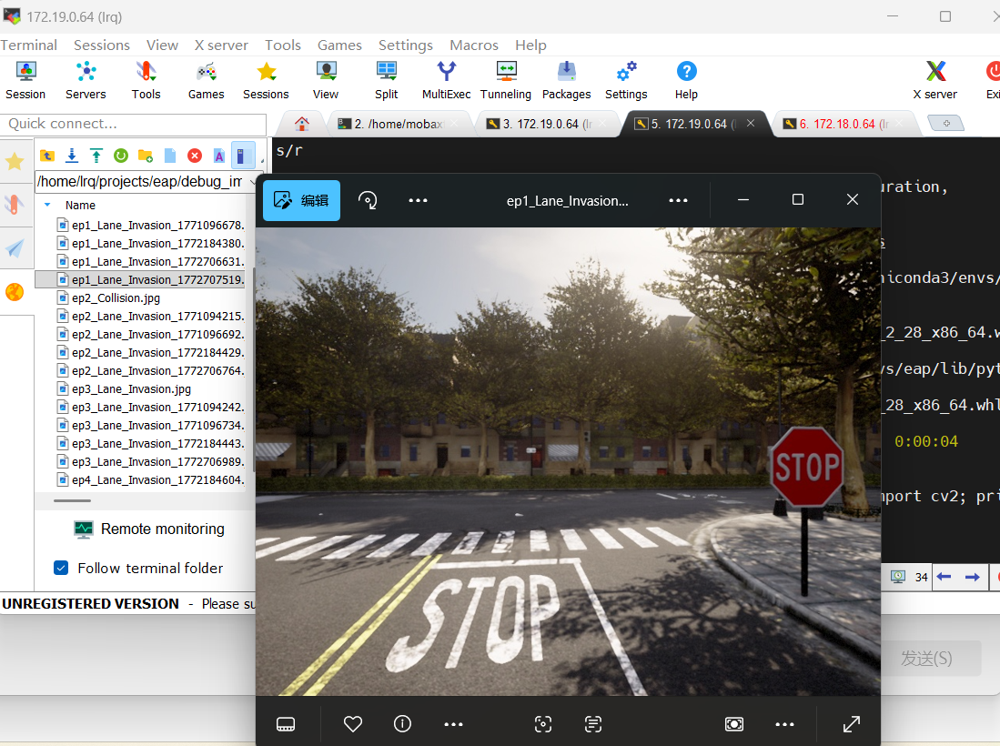 172.19.0.64 (lrq)
Terminal Sessions View X server Tools Games Settings Macros Help
Session Servers Tools Games Sessions View Split MultiExec Tunneling Packages Settings Help X server Exi
Quick connect...
2. /home/mobax
3. 172.19.0.64 (lr
5. 172.19.0.64 (
6. 172.18.0.64 (lr
/home/lrq/projects/eap/debug_im
Name
ep1_Lane_Invasion_1771096678.
ep1_Lane_Invasion_1772184380.
ep1_Lane_Invasion_1772706631.
ep1_Lane_Invasion_1772707519.
ep2_Collision.jpg
ep2_Lane_Invasion_1771094215.
ep2_Lane_Invasion_1771096692.
ep2_Lane_Invasion_1772184429.
ep2_Lane_Invasion_1772706764.
ep3_Lane_Invasion.jpg
ep3_Lane_Invasion_1771094242.
ep3_Lane_Invasion_1771096734.
ep3_Lane_Invasion_1772184443.
ep3_Lane_Invasion_1772706989.
ep4_Lane_Invasion_1772184604.
Remote monitoring
Follow terminal folder
UNREGISTERED VERSION - Please su
s/r
uration,
s
niconda3/envs/
_2_28_x86_64.w
vs/eap/lib/pyt
_28_x86_64.whl
0:00:04
mport cv2; pri
34
发送(S)
编辑
ep1_Lane_Invasion...
STOP
STOP